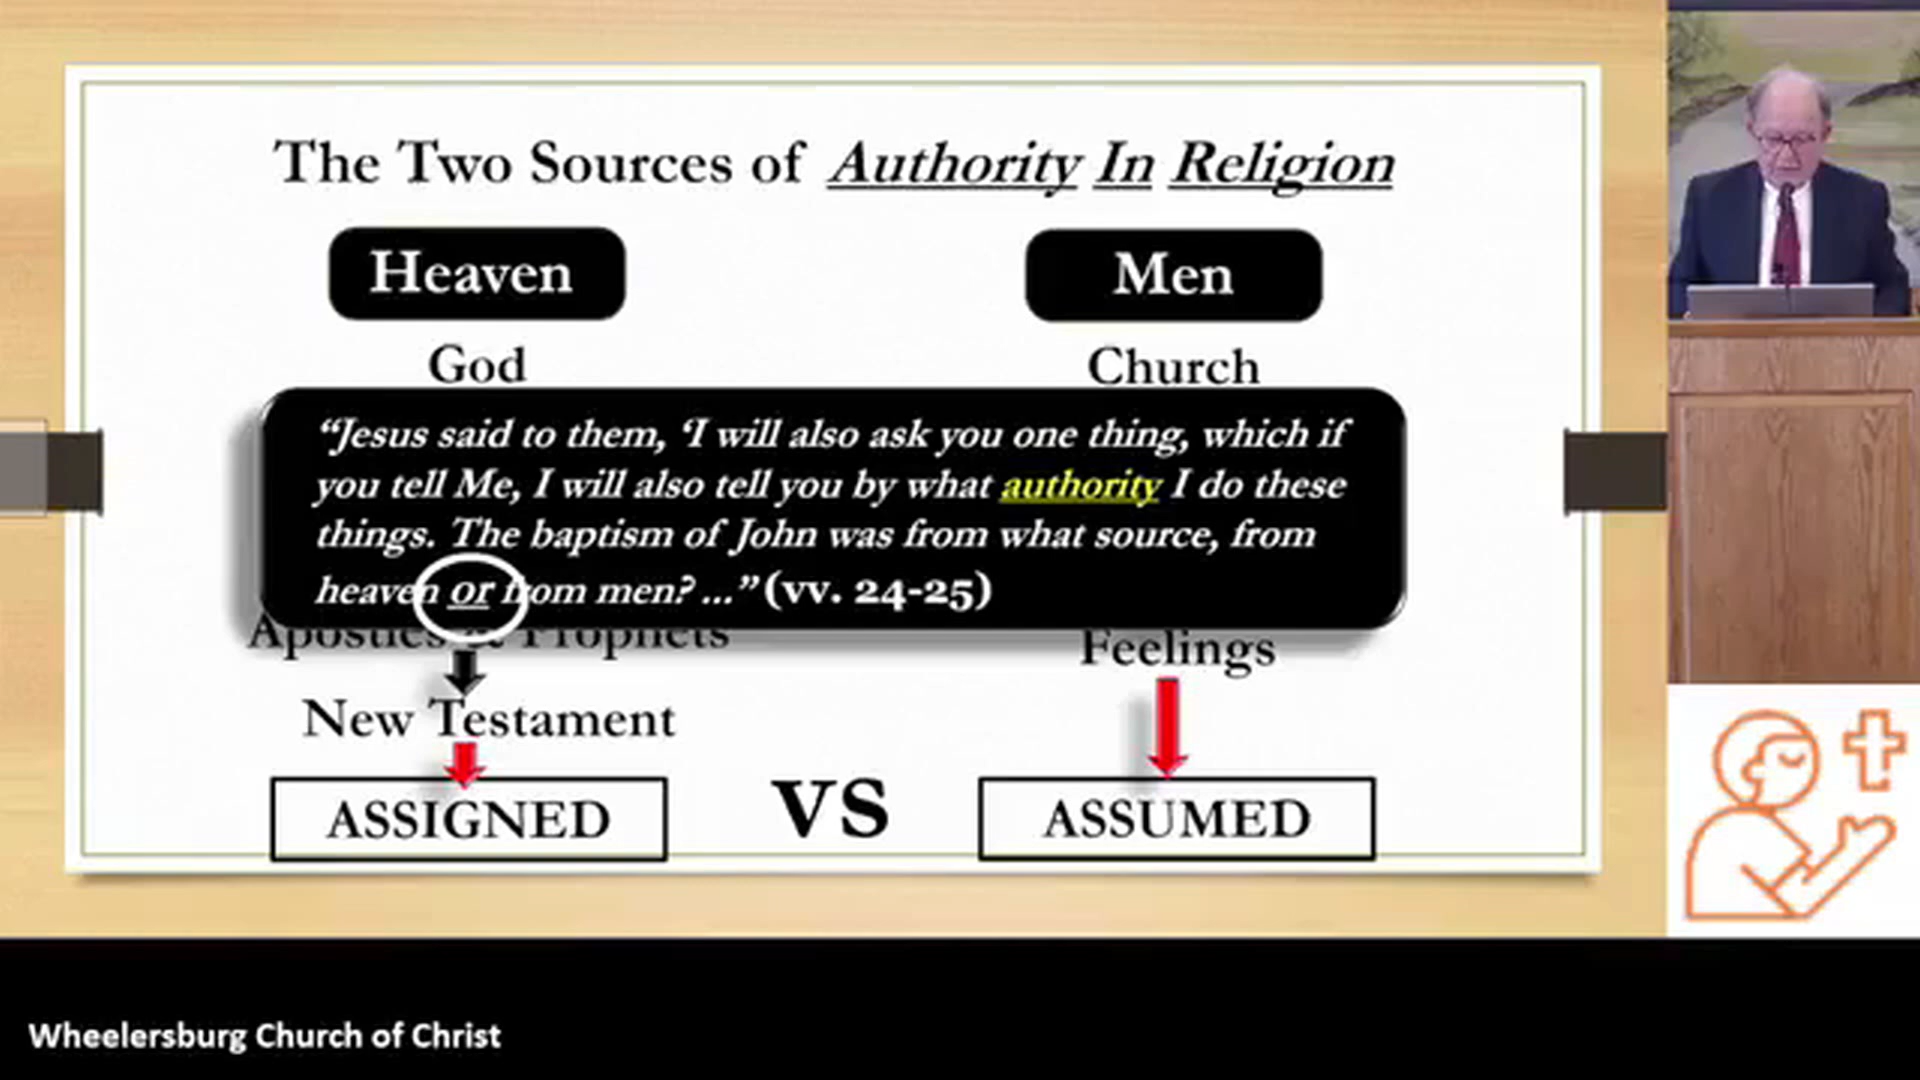 The Two Sources of Authority In Religion
Heaven
Men
God
Church
“Jesus said to them, ‘I will also ask you one thing, which if
you tell Me, I will also tell you by what authority I do these
things. The baptism of John was from what source, from
heaven or from men? ...” (vv. 24-25)
Apostles & Prophets
Feelings
New Testament
ASSIGNED
VS
ASSUMED
Wheelersburg Church of Christ